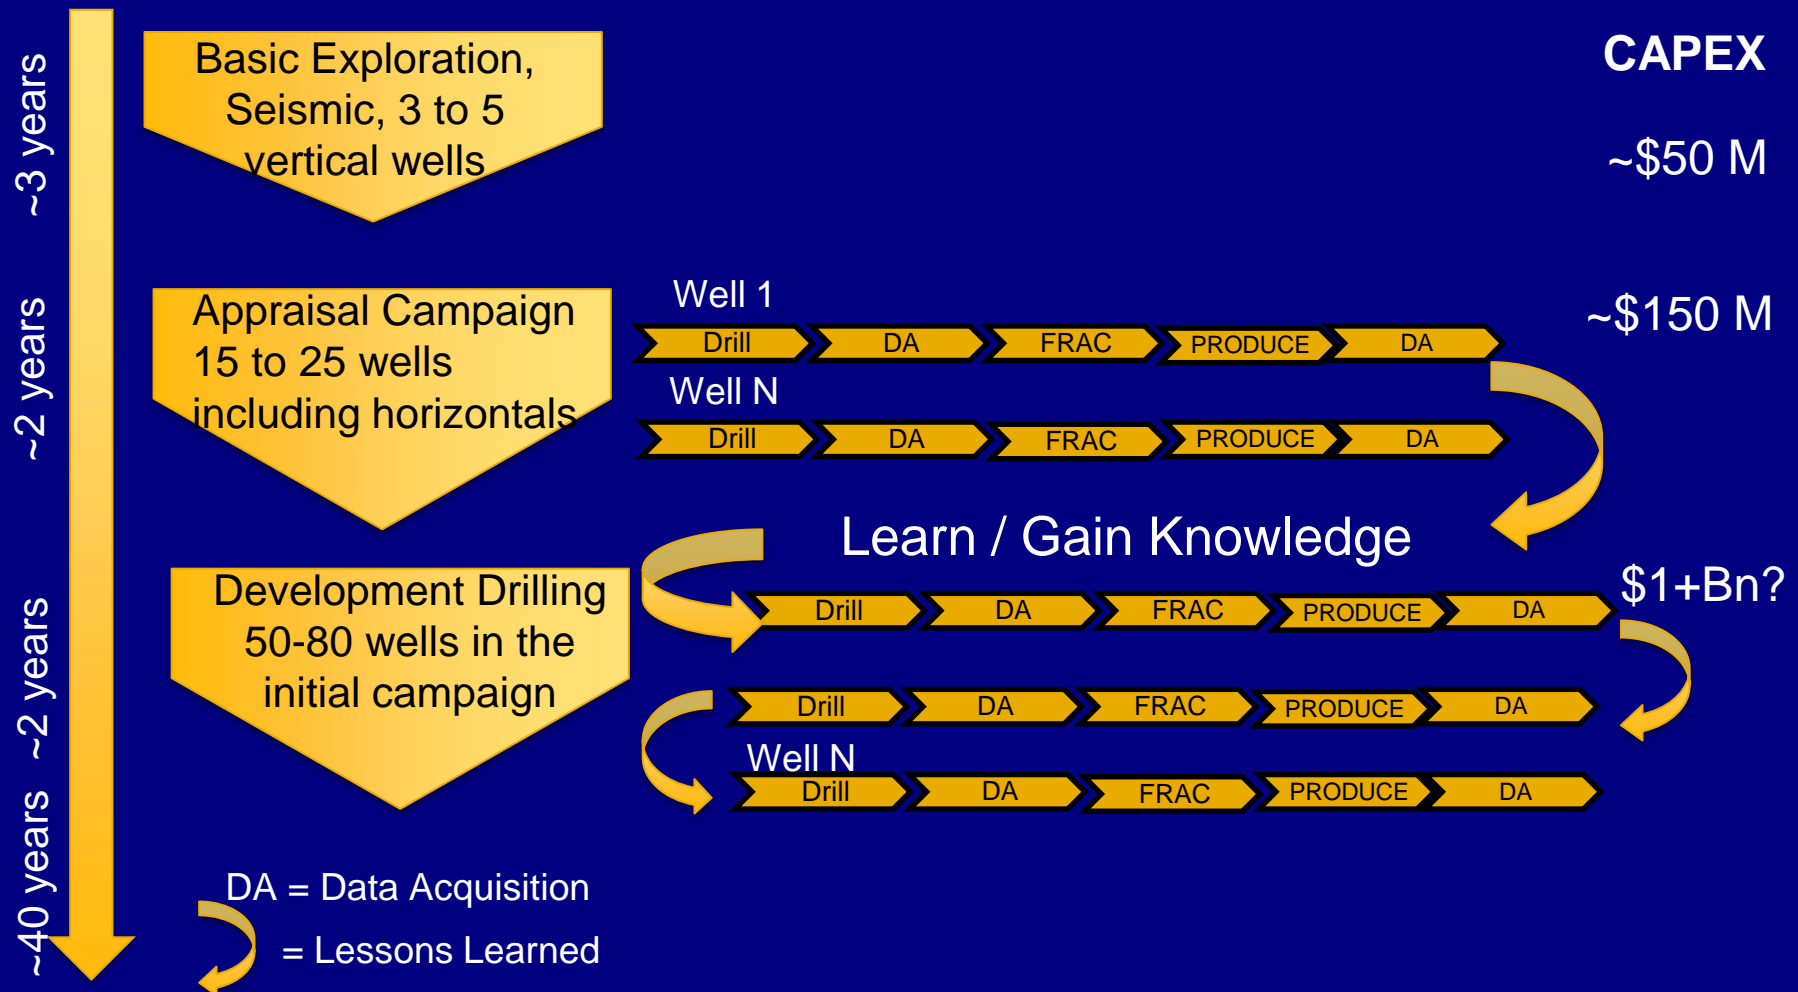 ~3 years
Basic Exploration,
Seismic, 3 to 5
vertical wells
CAPEX
~$50 M
~2 years
Appraisal Campaign
15 to 25 wells
including horizontals
Well 1
Drill DA FRAC PRODUCE DA
~$150 M
Well N
Drill DA FRAC PRODUCE DA
Learn / Gain Knowledge
~2 years
Development Drilling
50-80 wells in the
initial campaign
$1+Bn?
Drill DA FRAC PRODUCE DA
Drill DA FRAC PRODUCE DA
Well N
Drill DA FRAC PRODUCE DA
~40 years
DA = Data Acquisition
= Lessons Learned